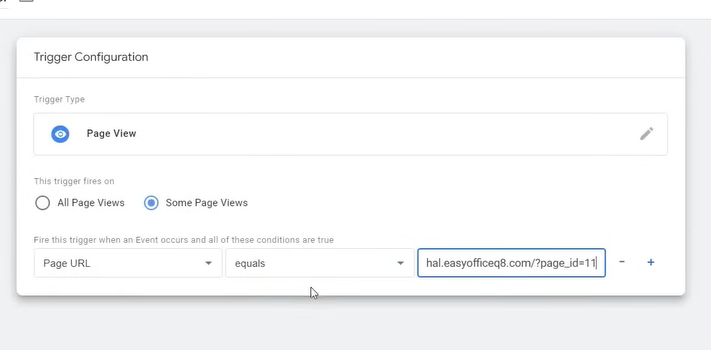 Trigger Configuration
Trigger Type
Page View
This trigger fires on
All Page Views Some Page Views
Fire this trigger when an Event occurs and all of these conditions are true
Page URL equals hal.easyofficeq8.com/?page_id=11 - +